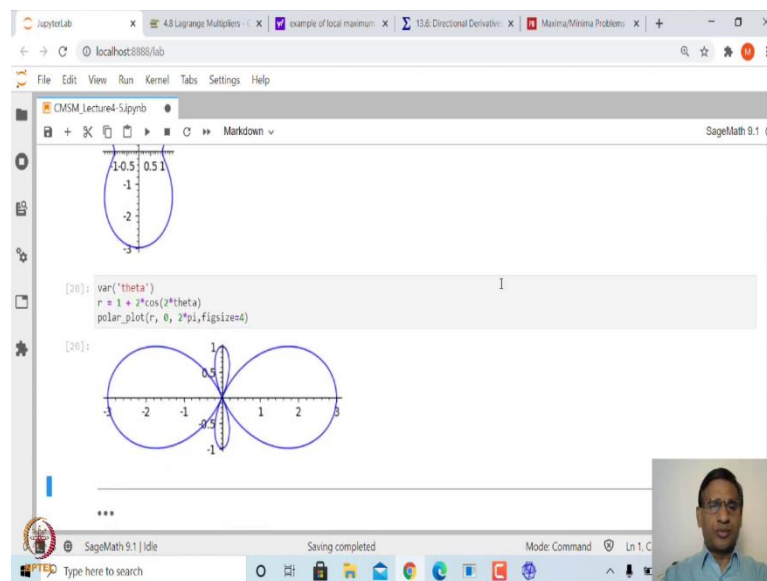 JupyterLab
4.8 Lagrange Multipliers -
example of local maximum
13.6: Directional Derivative
Maxima/Minima Problems
localhost:8888/lab
File Edit View Run Kernel Tabs Settings Help
CMSM_Lecture4-5.ipynb
Markdown
SageMath 9.1
-1 -0.5 0.5 1
-1
-2
-3
[20]: var('theta')
r = 1 + 2*cos(2*theta)
polar_plot(r, 0, 2*pi,figsize=4)
[20]:
1
0.5
-3 -2 -1 1 2 3
-0.5
-1
SageMath 9.1 | Idle Saving completed Mode: Command Ln 1, C
NPTEL
Type here to search